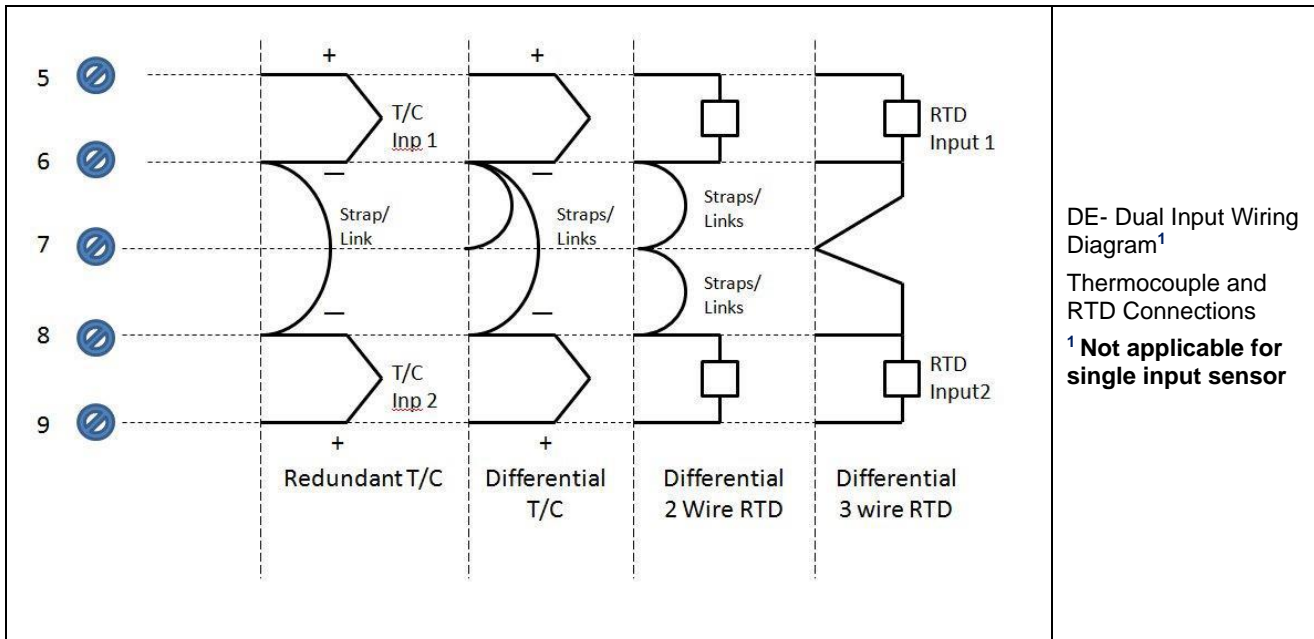 5
6
7
8
9
+
T/C
Inp 1
—
Strap/
Link
—
T/C
Inp 2
+
Redundant T/C
+
—
Straps/
Links
—
+
Differential
T/C
Straps/
Links
Straps/
Links
Differential
2 Wire RTD
RTD
Input 1
RTD
Input2
Differential
3 wire RTD
DE- Dual Input Wiring
Diagram1
Thermocouple and
RTD Connections
1 Not applicable for
single input sensor